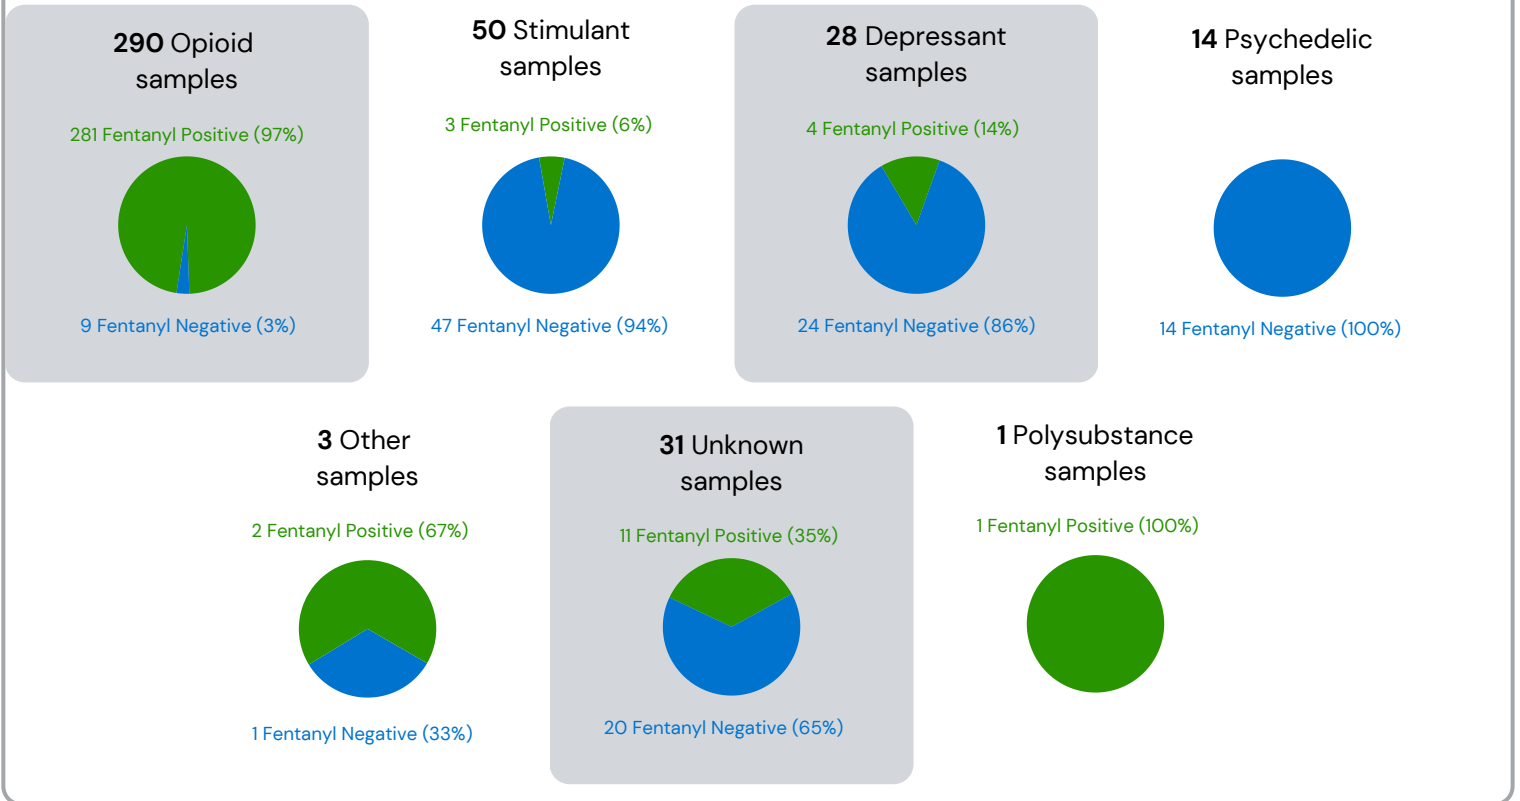 290 Opioid
samples
281 Fentanyl Positive (97%)
9 Fentanyl Negative (3%)
50 Stimulant
samples
3 Fentanyl Positive (6%)
47 Fentanyl Negative (94%)
28 Depressant
samples
4 Fentanyl Positive (14%)
24 Fentanyl Negative (86%)
14 Psychedelic
samples
14 Fentanyl Negative (100%)
3 Other
samples
2 Fentanyl Positive (67%)
1 Fentanyl Negative (33%)
31 Unknown
samples
11 Fentanyl Positive (35%)
20 Fentanyl Negative (65%)
1 Polysubstance
samples
1 Fentanyl Positive (100%)